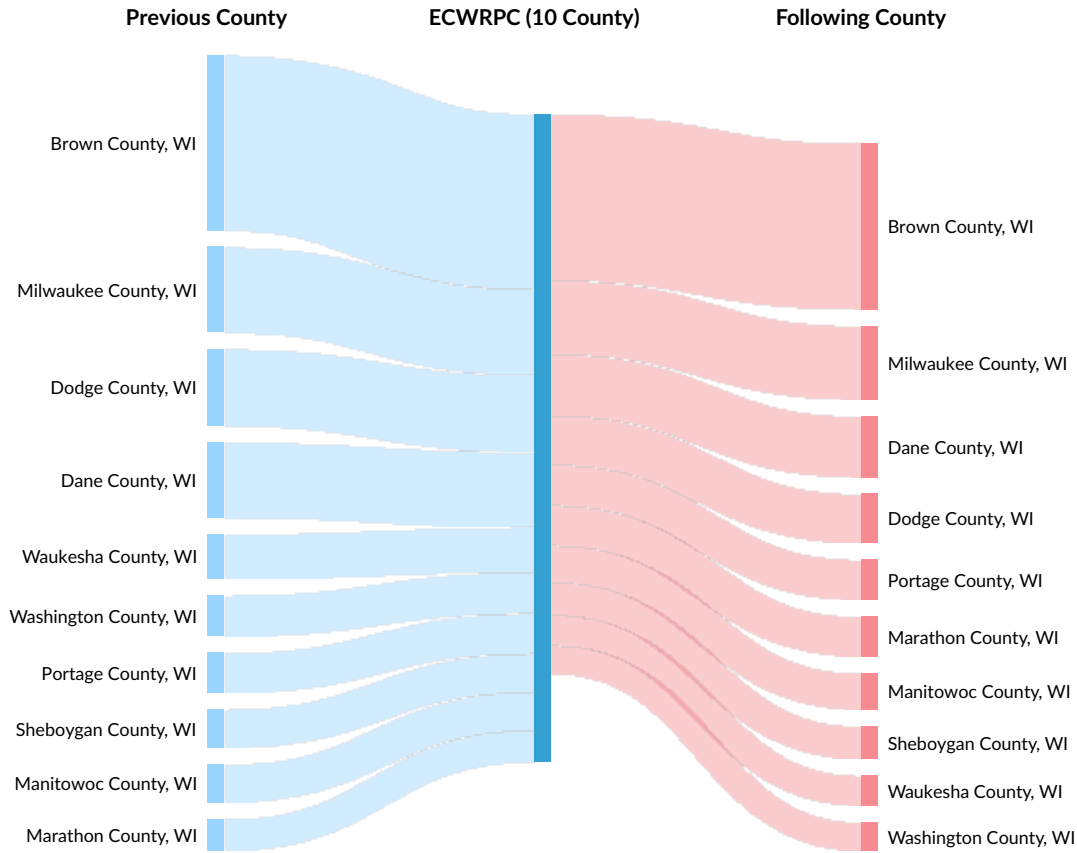 Previous County
ECWRPC (10 County)
Following County
Brown County, WI
Milwaukee County, WI
Dodge County, WI
Dane County, WI
Waukesha County, WI
Washington County, WI
Portage County, WI
Sheboygan County, WI
Manitowoc County, WI
Marathon County, WI
Brown County, WI
Milwaukee County, WI
Dane County, WI
Dodge County, WI
Portage County, WI
Marathon County, WI
Manitowoc County, WI
Sheboygan County, WI
Waukesha County, WI
Washington County, WI